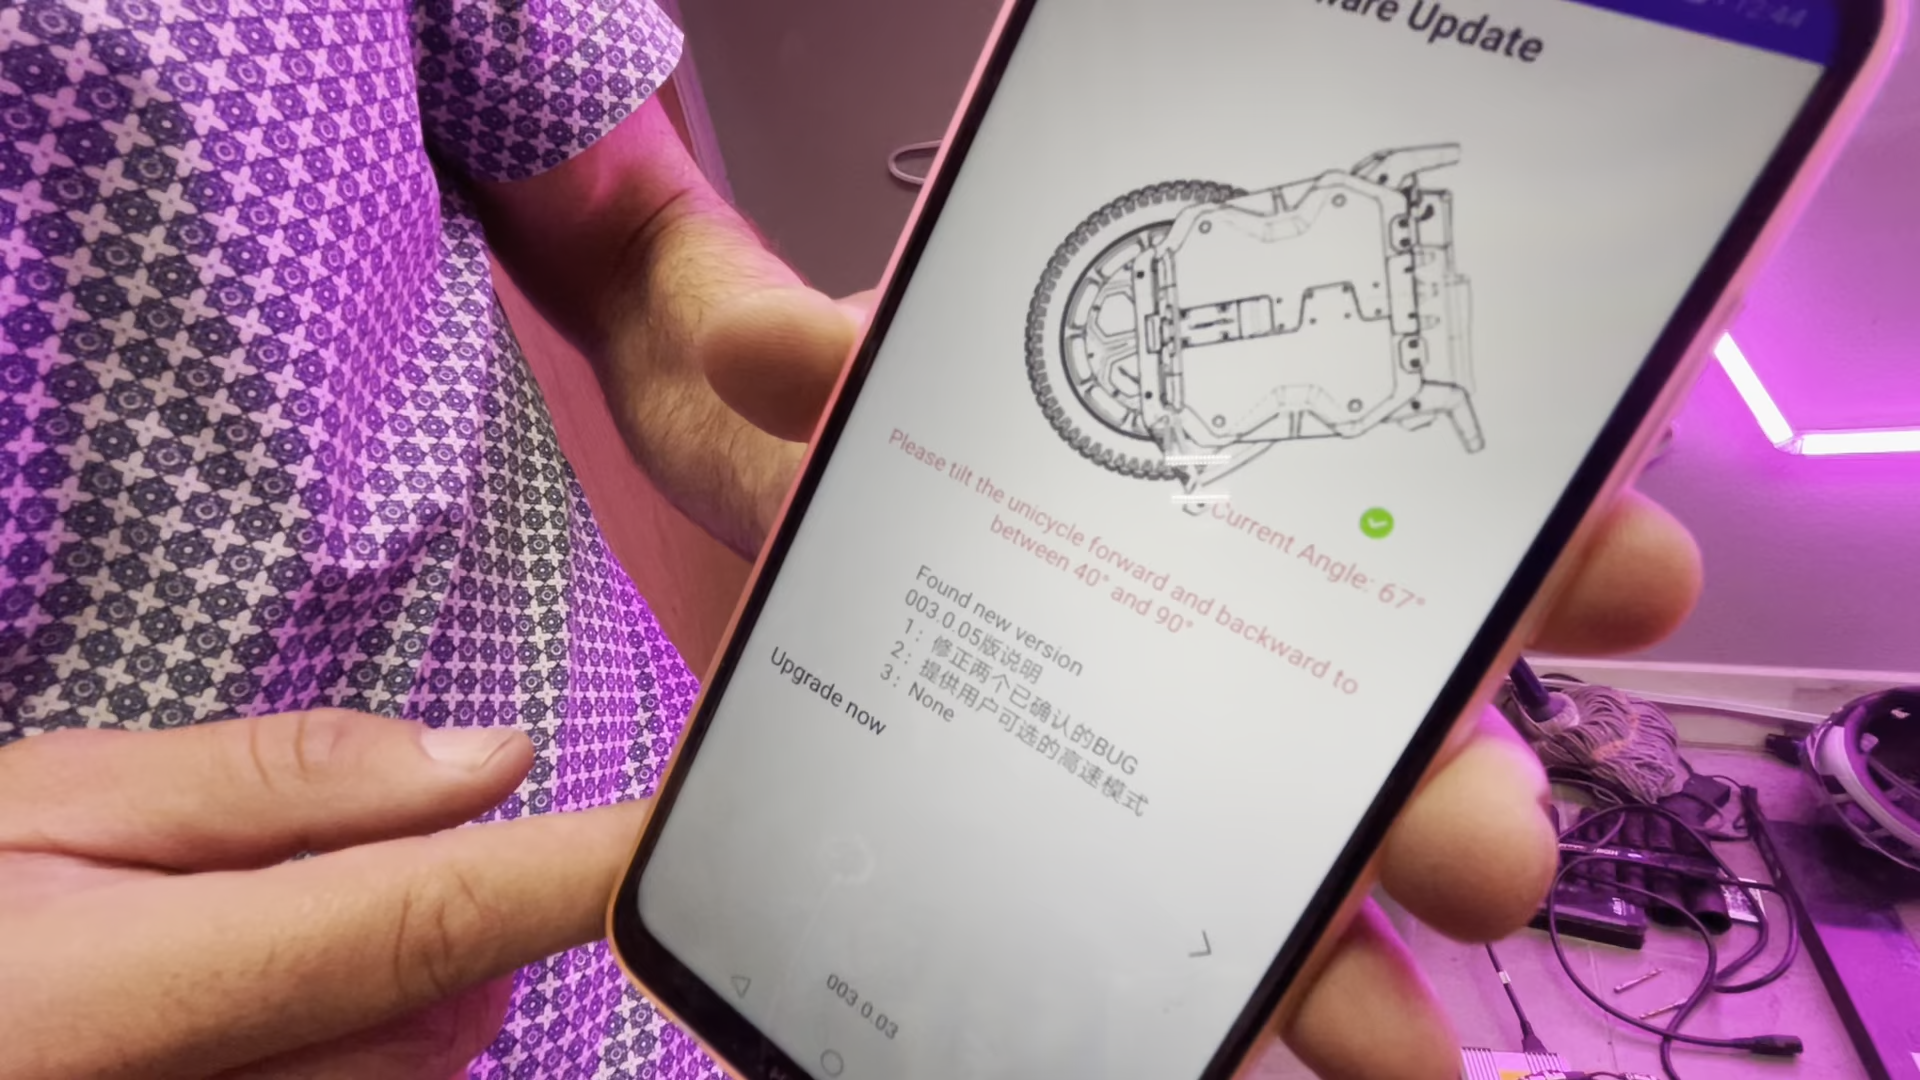 ware Update
12:44
Current Angle: 67°
Please tilt the unicycle forward and backward to
between 40° and 90°
Found new version
003.0.05版说明
1：修正两个已确认的BUG
2：提供用户可选的高速模式
3：None
Upgrade now
003.0.03